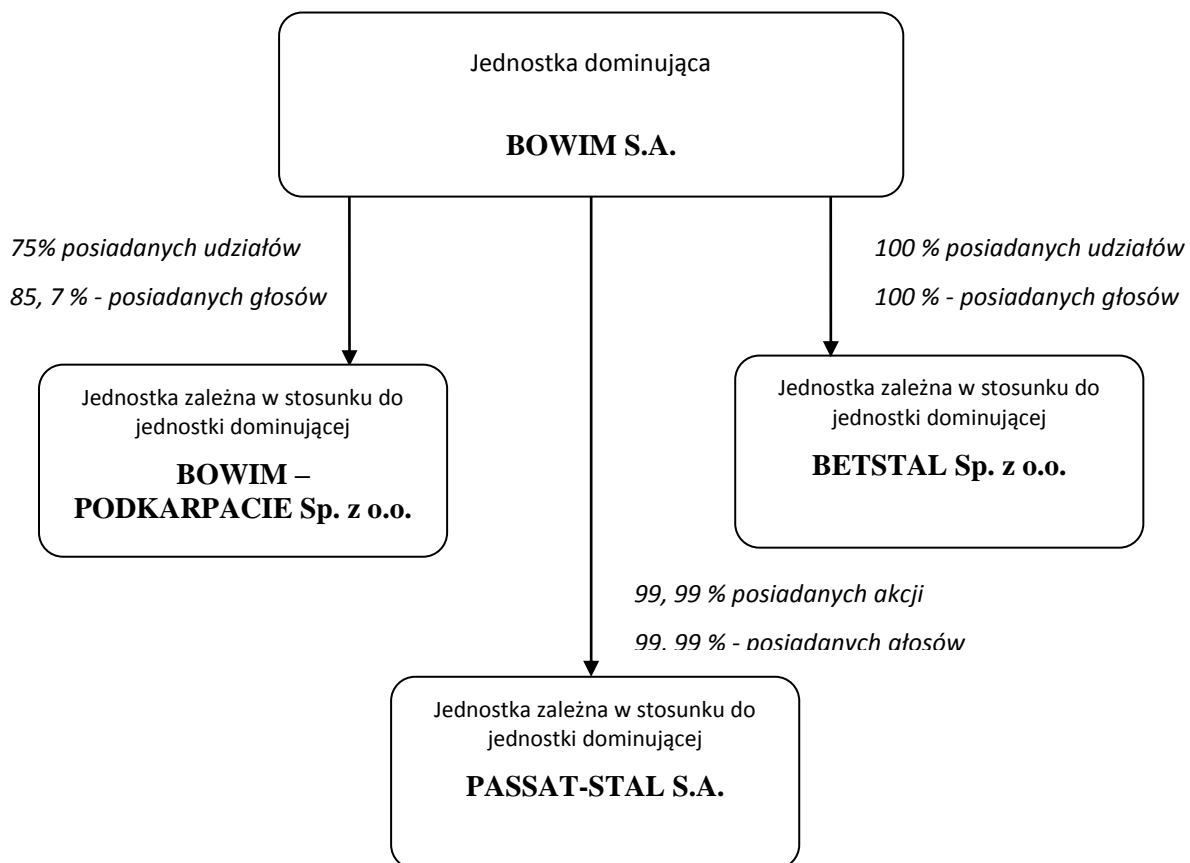 Jednostka dominująca
BOWIM S.A.
75% posiadanych udziałów
85, 7 % - posiadanych głosów
100 % posiadanych udziałów
100 % - posiadanych głosów
Jednostka zależna w stosunku do
jednostki dominującej
BOWIM –
PODKARPACIE Sp. z o.o.
Jednostka zależna w stosunku do
jednostki dominującej
BETSTAL Sp. z o.o.
99, 99 % posiadanych akcji
99, 99 % - posiadanych głosów
Jednostka zależna w stosunku do
jednostki dominującej
PASSAT-STAL S.A.